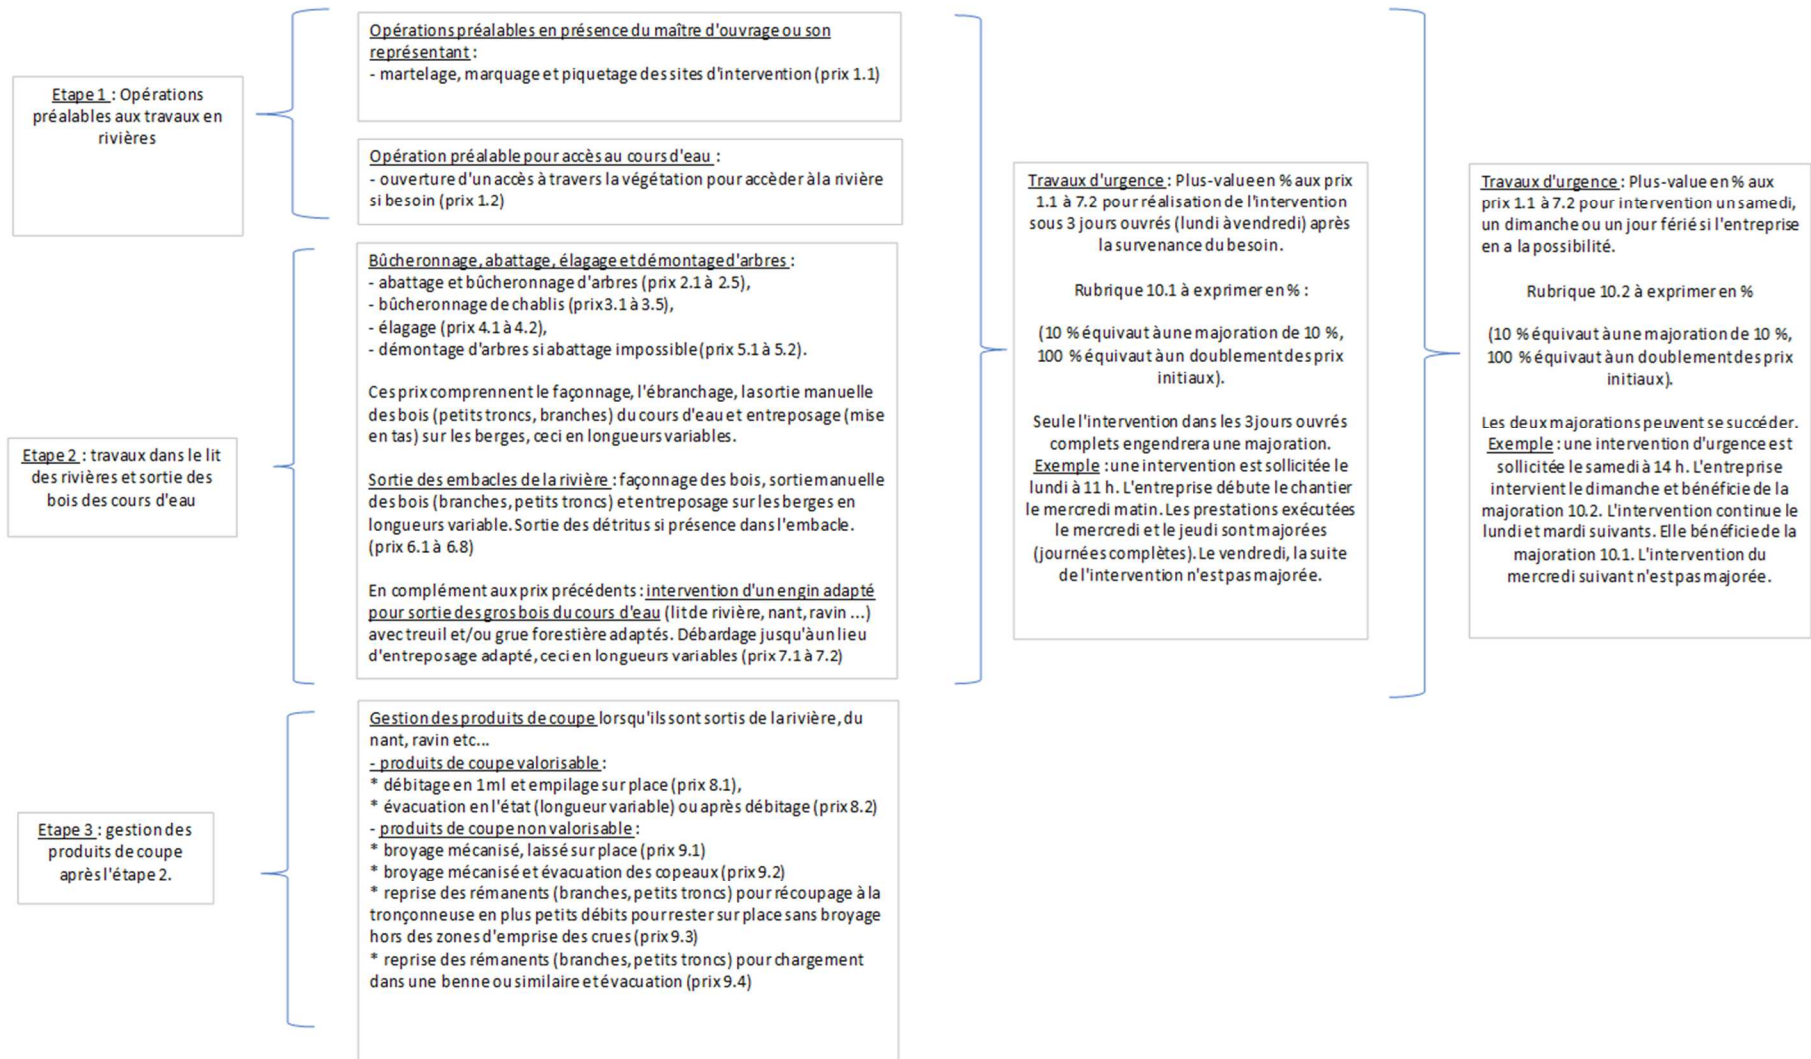 Etape 1 : Opérations
préalables aux travaux en
rivières
Opérations préalables en présence du maître d'ouvrage ou son
représentant :
- martelage, marquage et piquetage des sites d'intervention (prix 1.1)
Opération préalable pour accès au cours d'eau :
- ouverture d'un accès à travers la végétation pour accèder à la rivière
si besoin (prix 1.2)
Etape 2 : travaux dans le lit
des rivières et sortie des
bois des cours d'eau
Bûcheronnage, abattage, élagage et démontage d'arbres :
- abattage et bûcheronnage d'arbres (prix 2.1 à 2.5),
- bûcheronnage de chablis (prix 3.1 à 3.5),
- élagage (prix 4.1 à 4.2),
- démontage d'arbres si abattage impossible (prix 5.1 à 5.2).
Ces prix comprennent le façonnage, l'ébranchage, la sortie manuelle
des bois (petits troncs, branches) du cours d'eau et entreposage (mise
en tas) sur les berges, ceci en longueurs variables.
Sortie des embacles de la rivière : façonnage des bois, sortie manuelle
des bois (branches, petits troncs) et entreposage sur les berges en
longueurs variable. Sortie des détritus si présence dans l'embacle.
(prix 6.1 à 6.8)
En complément aux prix précédents : intervention d'un engin adapté
pour sortie des gros bois du cours d'eau (lit de rivière, nant, ravin ...)
avec treuil et/ou grue forestière adaptés. Débardage jusqu'à un lieu
d'entreposage adapté, ceci en longueurs variables (prix 7.1 à 7.2)
Etape 3 : gestion des
produits de coupe
après l'étape 2.
Gestion des produits de coupe lorsqu'ils sont sortis de la rivière, du
nant, ravin etc...
- produits de coupe valorisable :
* débitage en 1ml et empilage sur place (prix 8.1),
* évacuation en l'état (longueur variable) ou après débitage (prix 8.2)
- produits de coupe non valorisable :
* broyage mécanisé, laissé sur place (prix 9.1)
* broyage mécanisé et évacuation des copeaux (prix 9.2)
* reprise des rémanents (branches, petits troncs) pour récoupage à la
tronçonneuse en plus petits débits pour rester sur place sans broyage
hors des zones d'emprise des crues (prix 9.3)
* reprise des rémanents (branches, petits troncs) pour chargement
dans une benne ou similaire et évacuation (prix 9.4)
Travaux d'urgence : Plus-value en % aux prix
1.1 à 7.2 pour réalisation de l'intervention
sous 3 jours ouvrés (lundi à vendredi) après
la survenance du besoin.
Rubrique 10.1 à exprimer en % :
(10 % équivaut à une majoration de 10 %,
100 % équivaut à un doublement des prix
initiaux).
Seule l'intervention dans les 3 jours ouvrés
complets engendrera une majoration.
Exemple : une intervention est sollicitée le
lundi à 11 h. L'entreprise débute le chantier
le mercredi matin. Les prestations exécutées
le mercredi et le jeudi sont majorées
(journées complètes). Le vendredi, la suite
de l'intervention n'est pas majorée.
Travaux d'urgence : Plus-value en % aux
prix 1.1 à 7.2 pour intervention un samedi,
un dimanche ou un jour férié si l'entreprise
en a la possibilité.
Rubrique 10.2 à exprimer en %
(10 % équivaut à une majoration de 10 %,
100 % équivaut à un doublement des prix
initiaux).
Les deux majorations peuvent se succéder.
Exemple : une intervention d'urgence est
sollicitée le samedi à 14 h. L'entreprise
intervient le dimanche et bénéficie de la
majoration 10.2. L'intervention continue le
lundi et mardi suivants. Elle bénéficie de la
majoration 10.1. L'intervention du
mercredi suivant n'est pas majorée.